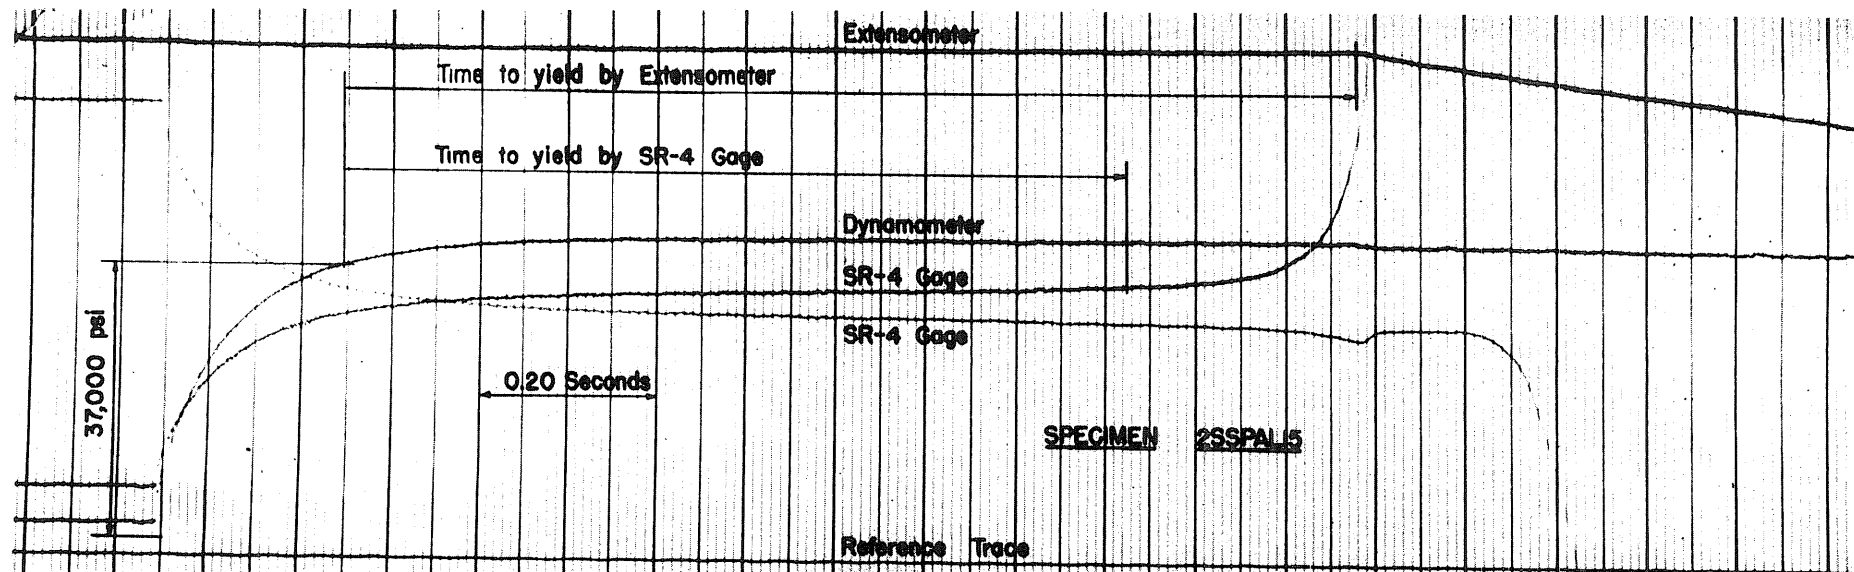 Extensometer
Time to yield by Extensometer
Time to yield by SR-4 Gage
Dynamometer
SR-4 Gage
SR-4 Gage
37,000 psi
0.20 Seconds
SPECIMEN 2SSPAL15
Reference Trace